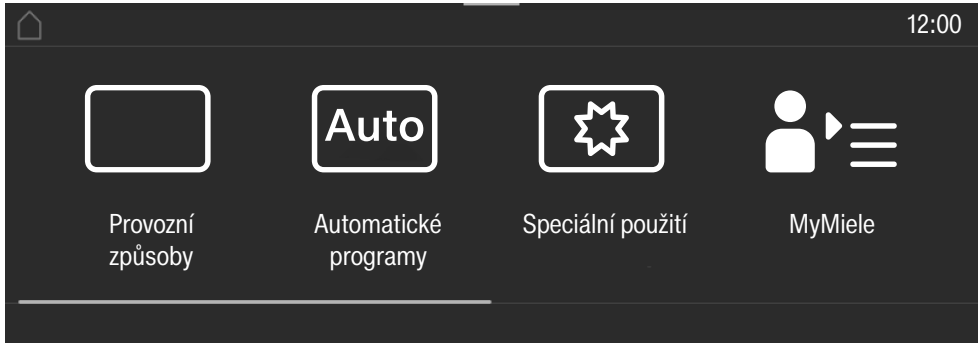 12:00
Auto
Provozní
způsoby
Automatické
programy
Speciální použití
MyMiele